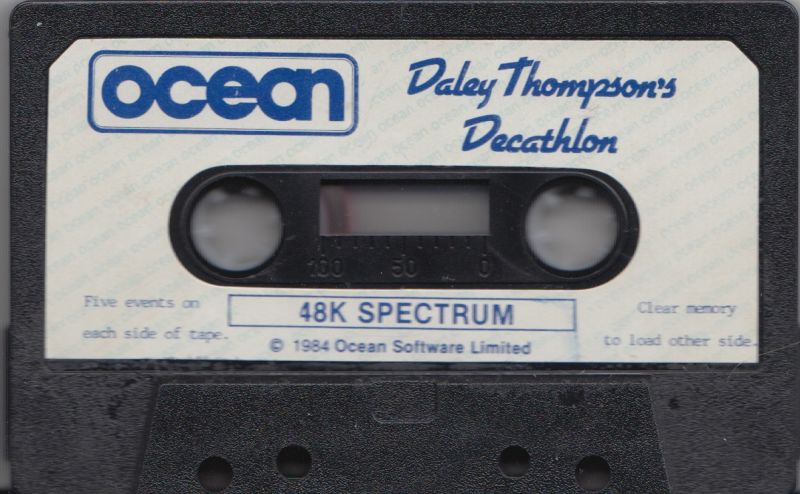 ocean
Daley Thompson's
Decathlon
100 50 0
Five events on
each side of tape.
48K SPECTRUM
Clear memory
to load other side.
© 1984 Ocean Software Limited